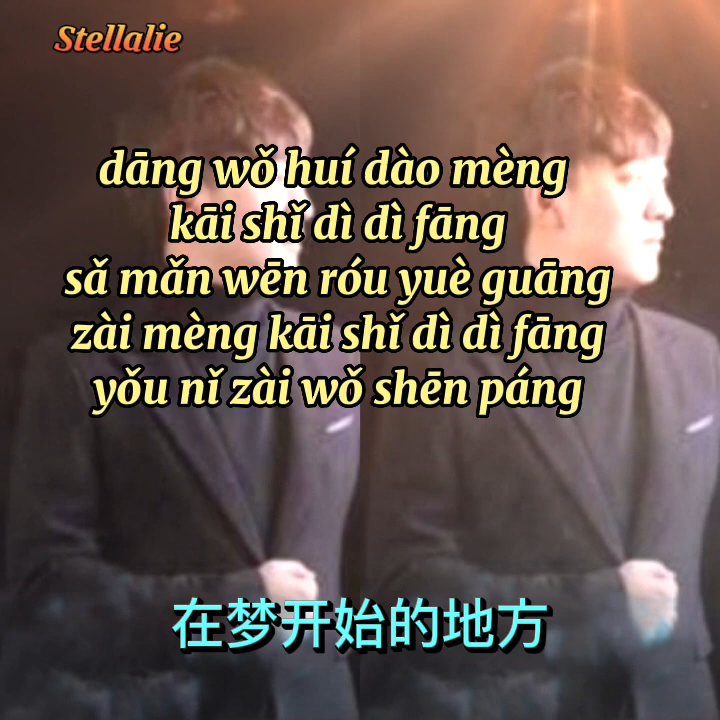 Stellalie
dāng wǒ huí dào mèng
kāi shǐ dì dì fāng
sǎ mǎn wēn róu yuè guāng
zài mèng kāi shǐ dì dì fāng
yǒu nǐ zài wǒ shēn páng
在梦开始的地方